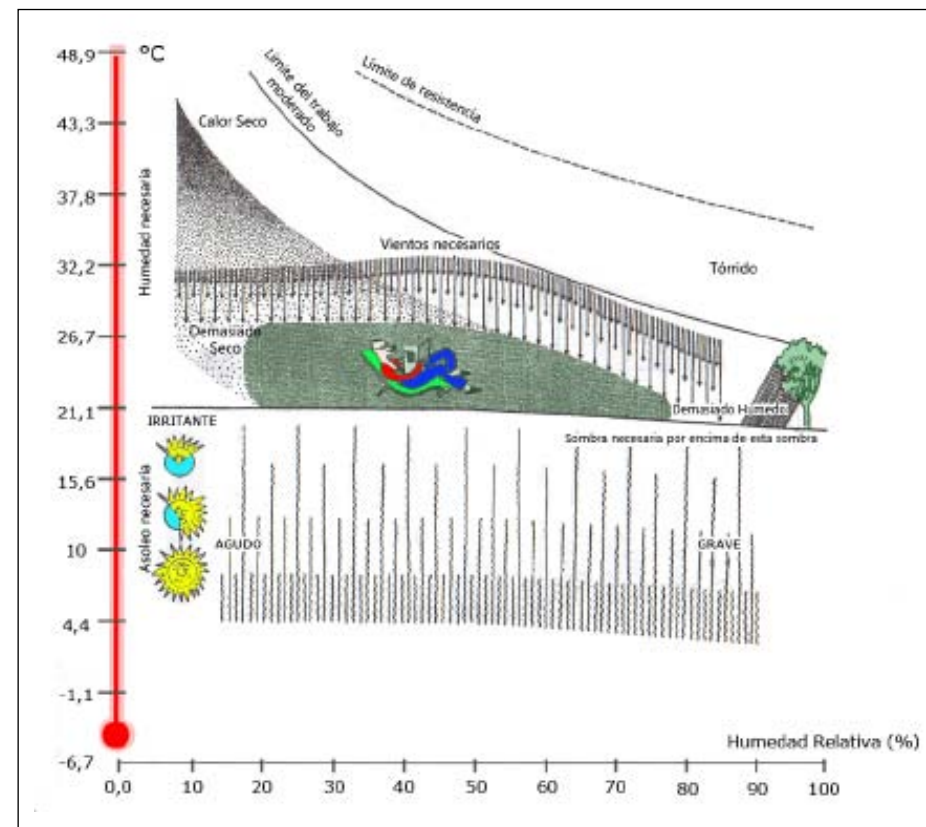 48,9
°C
43,3
37,8
32,2
26,7
21,1
15,6
10
4,4
-1,1
-6,7
Humedad necesaria
Asoleo necesaria
Calor Seco
Límite del trabajo
moderado
Límite de resistencia
Vientos necesarios
Tórrido
Demasiado
Seco
Demasiado Húmedo
IRRITANTE
Sombra necesaria por encima de esta sombra
AGUDO
GRAVE
Humedad Relativa (%)
0,0 10 20 30 40 50 60 70 80 90 100